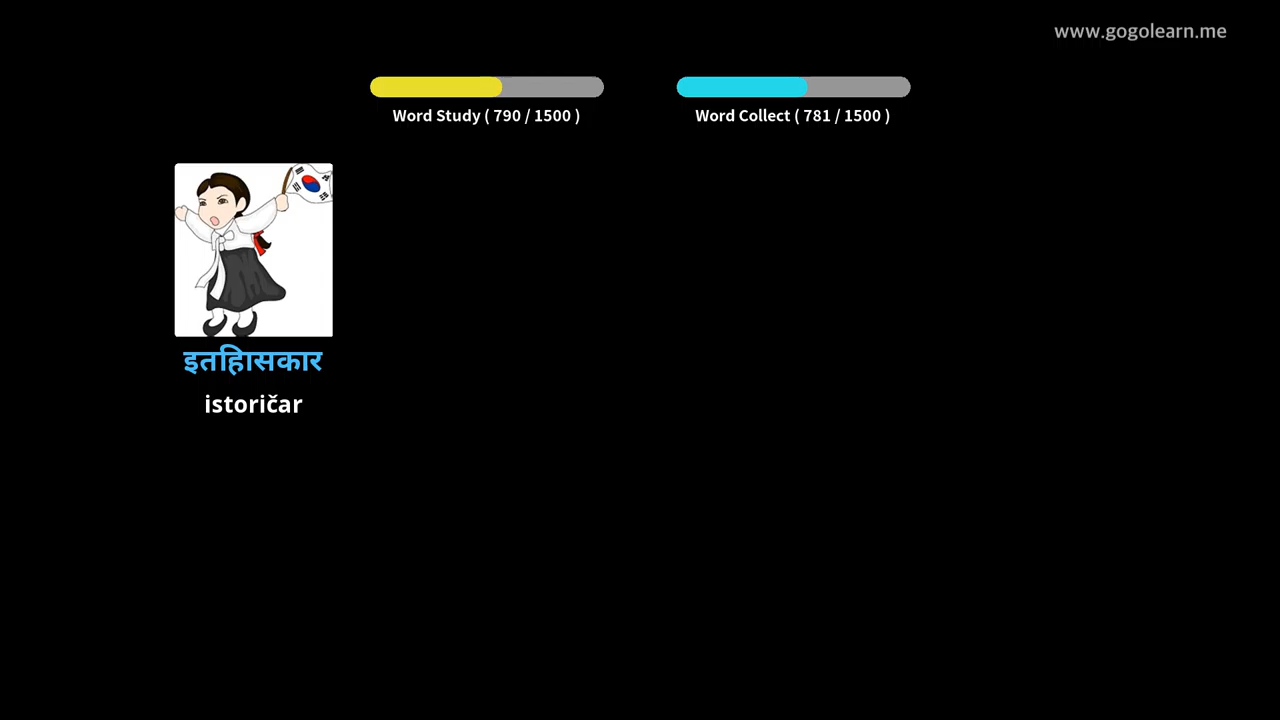 www.gogolearn.me
Word Study ( 790 / 1500 )
Word Collect ( 781 / 1500 )
इतिहासकार
istoričar